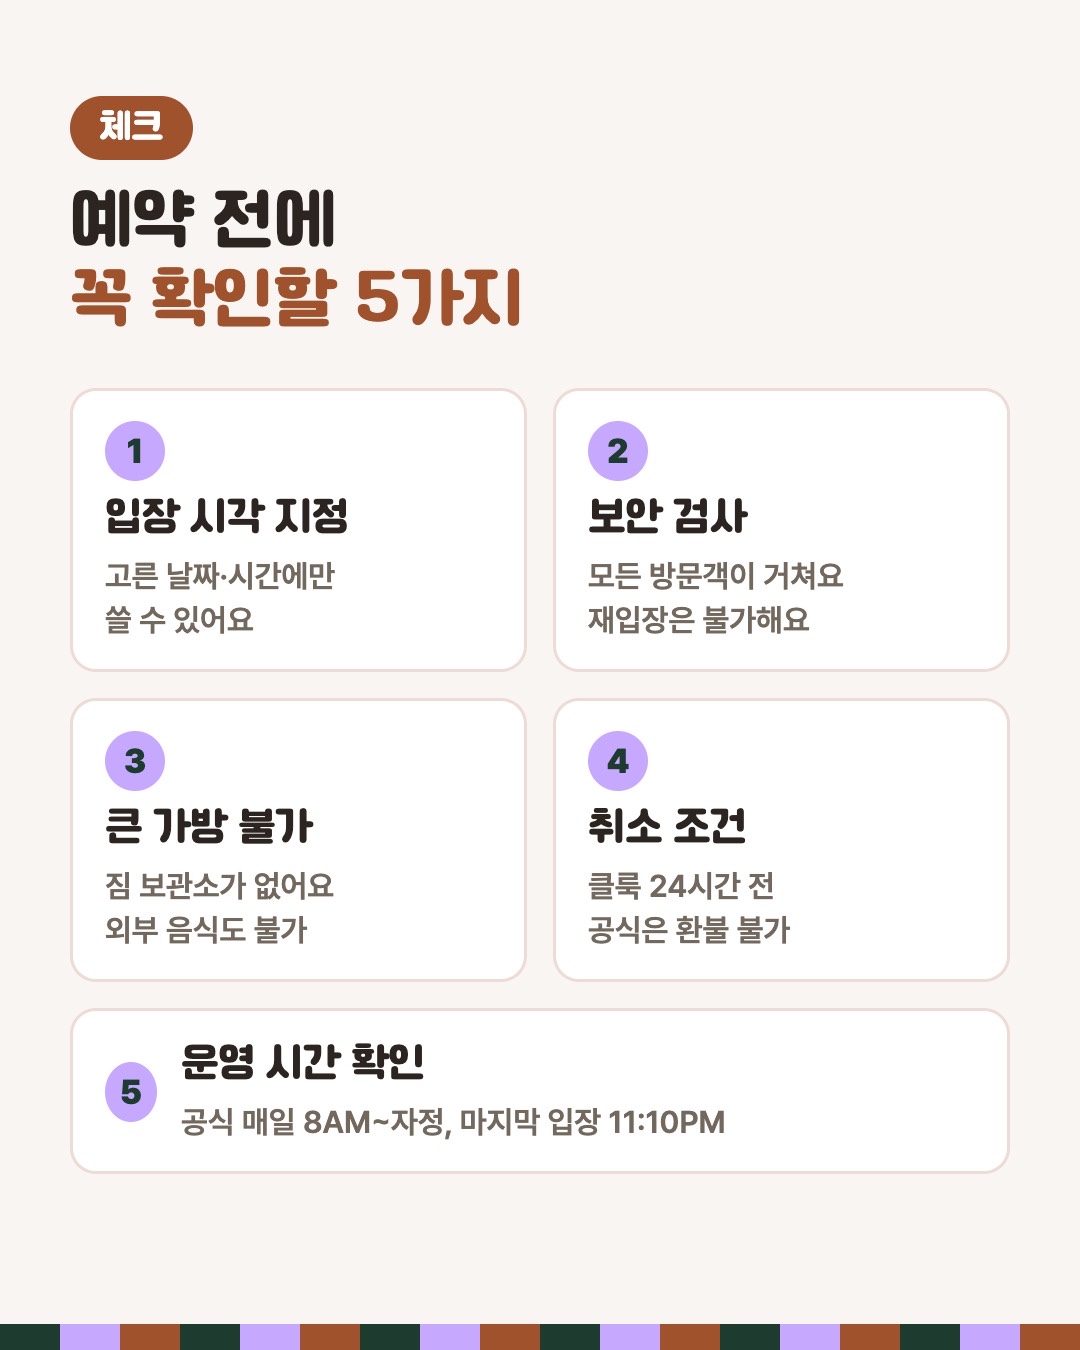 체크
예약 전에
꼭 확인할 5가지
1
입장 시각 지정
고른 날짜·시간에만
쓸 수 있어요
2
보안 검사
모든 방문객이 거쳐요
재입장은 불가해요
3
큰 가방 불가
짐 보관소가 없어요
외부 음식도 불가
4
취소 조건
클룩 24시간 전
공식은 환불 불가
5
운영 시간 확인
공식 매일 8AM~자정, 마지막 입장 11:10PM